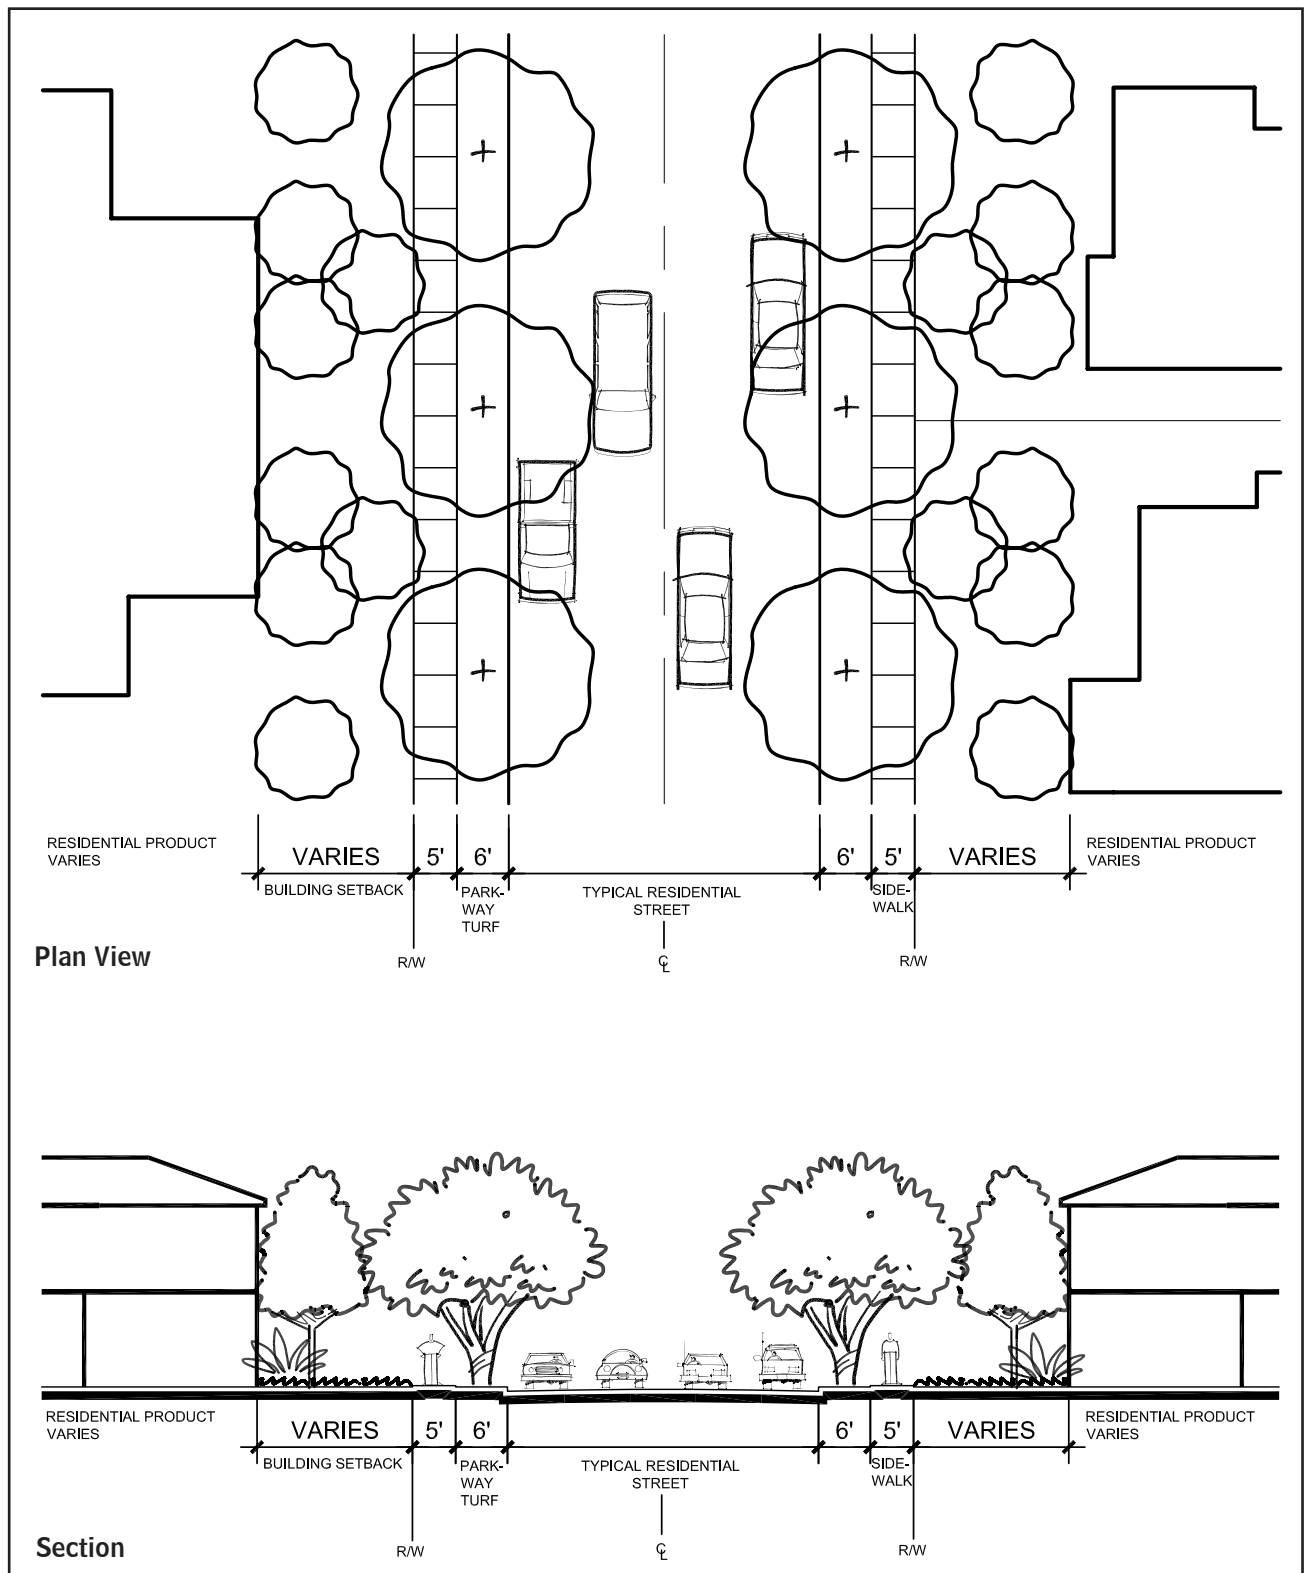 RESIDENTIAL PRODUCT
VARIES
VARIES
BUILDING SETBACK
5'
6'
PARK-
WAY
TURF
TYPICAL RESIDENTIAL
STREET
6'
5'
SIDE-
WALK
VARIES
RESIDENTIAL PRODUCT
VARIES
R/W
℄
R/W
Plan View
RESIDENTIAL PRODUCT
VARIES
VARIES
BUILDING SETBACK
5'
6'
PARK-
WAY
TURF
TYPICAL RESIDENTIAL
STREET
6'
5'
SIDE-
WALK
VARIES
RESIDENTIAL PRODUCT
VARIES
R/W
℄
R/W
Section